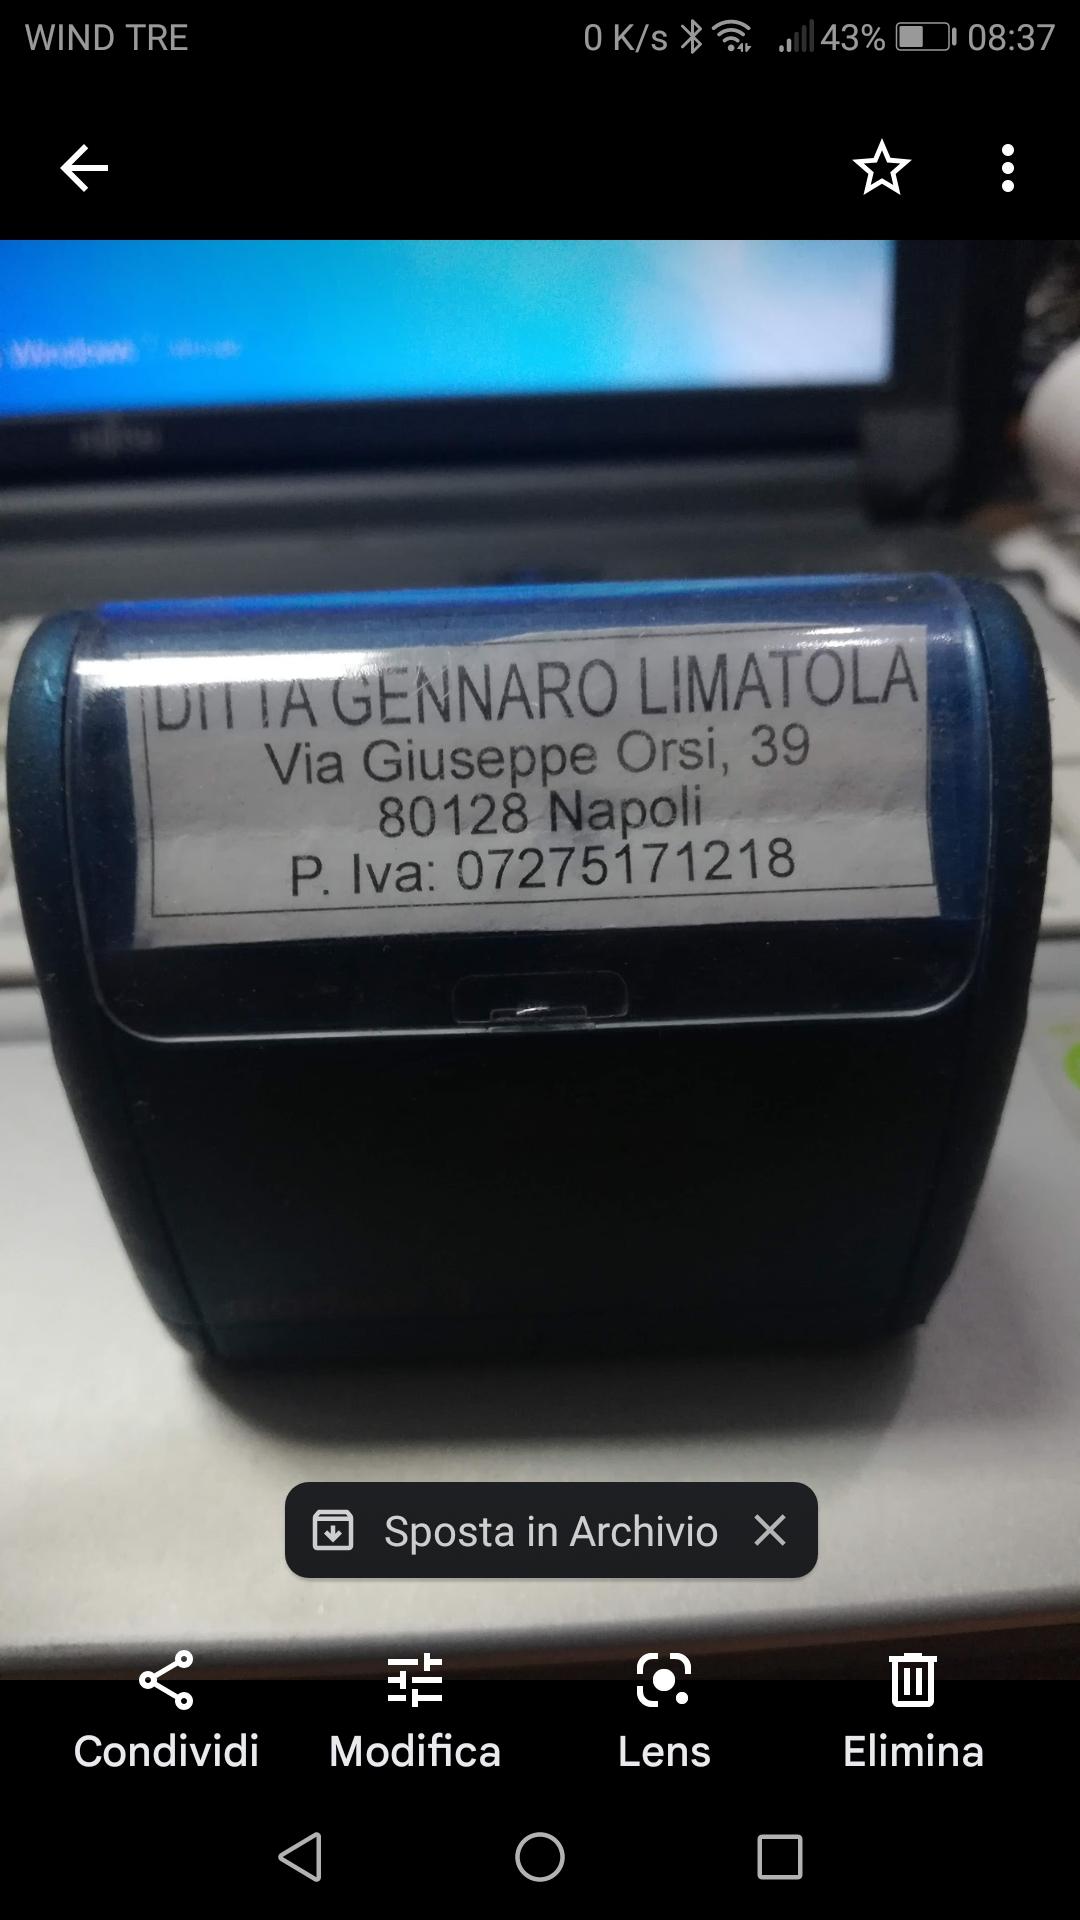 WIND TRE
0 K/s 43% 08:37
DITTA GENNARO LIMATOLA
Via Giuseppe Orsi, 39
80128 Napoli
P. Iva: 07275171218
Sposta in Archivio
Condividi Modifica Lens Elimina